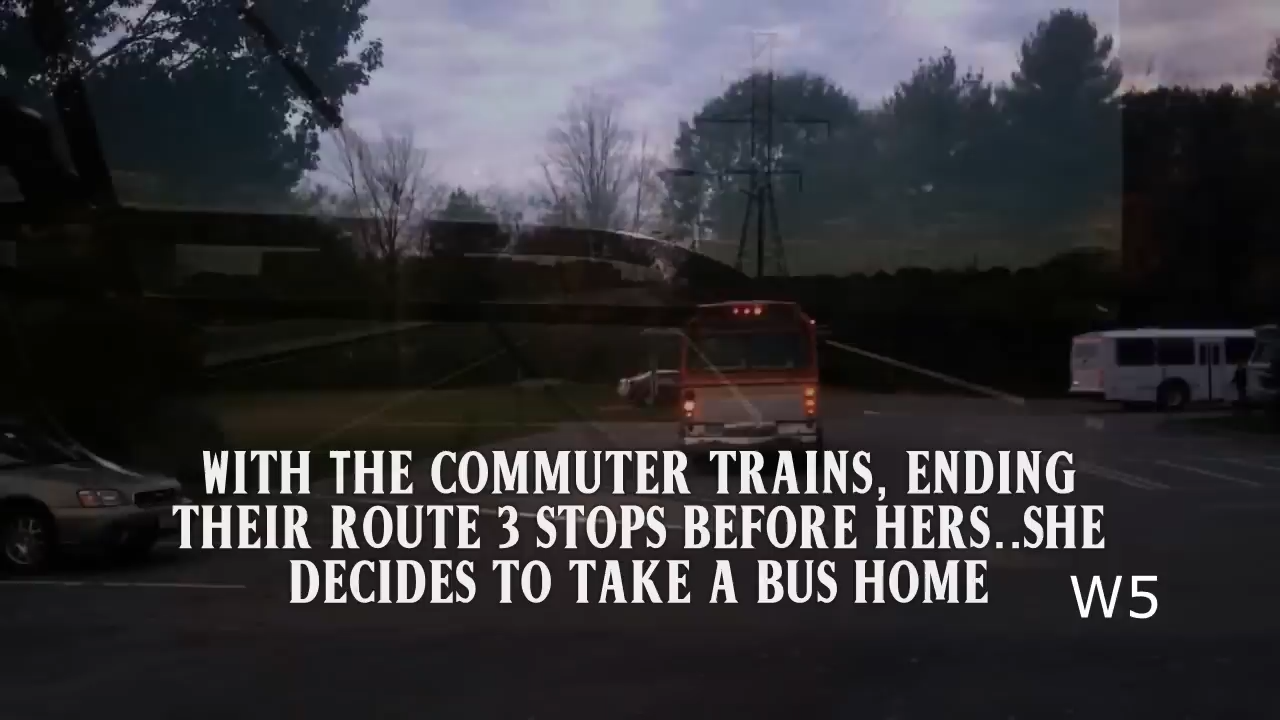 WITH THE COMMUTER TRAINS, ENDING
THEIR ROUTE 3 STOPS BEFORE HERS..SHE
DECIDES TO TAKE A BUS HOME
W5